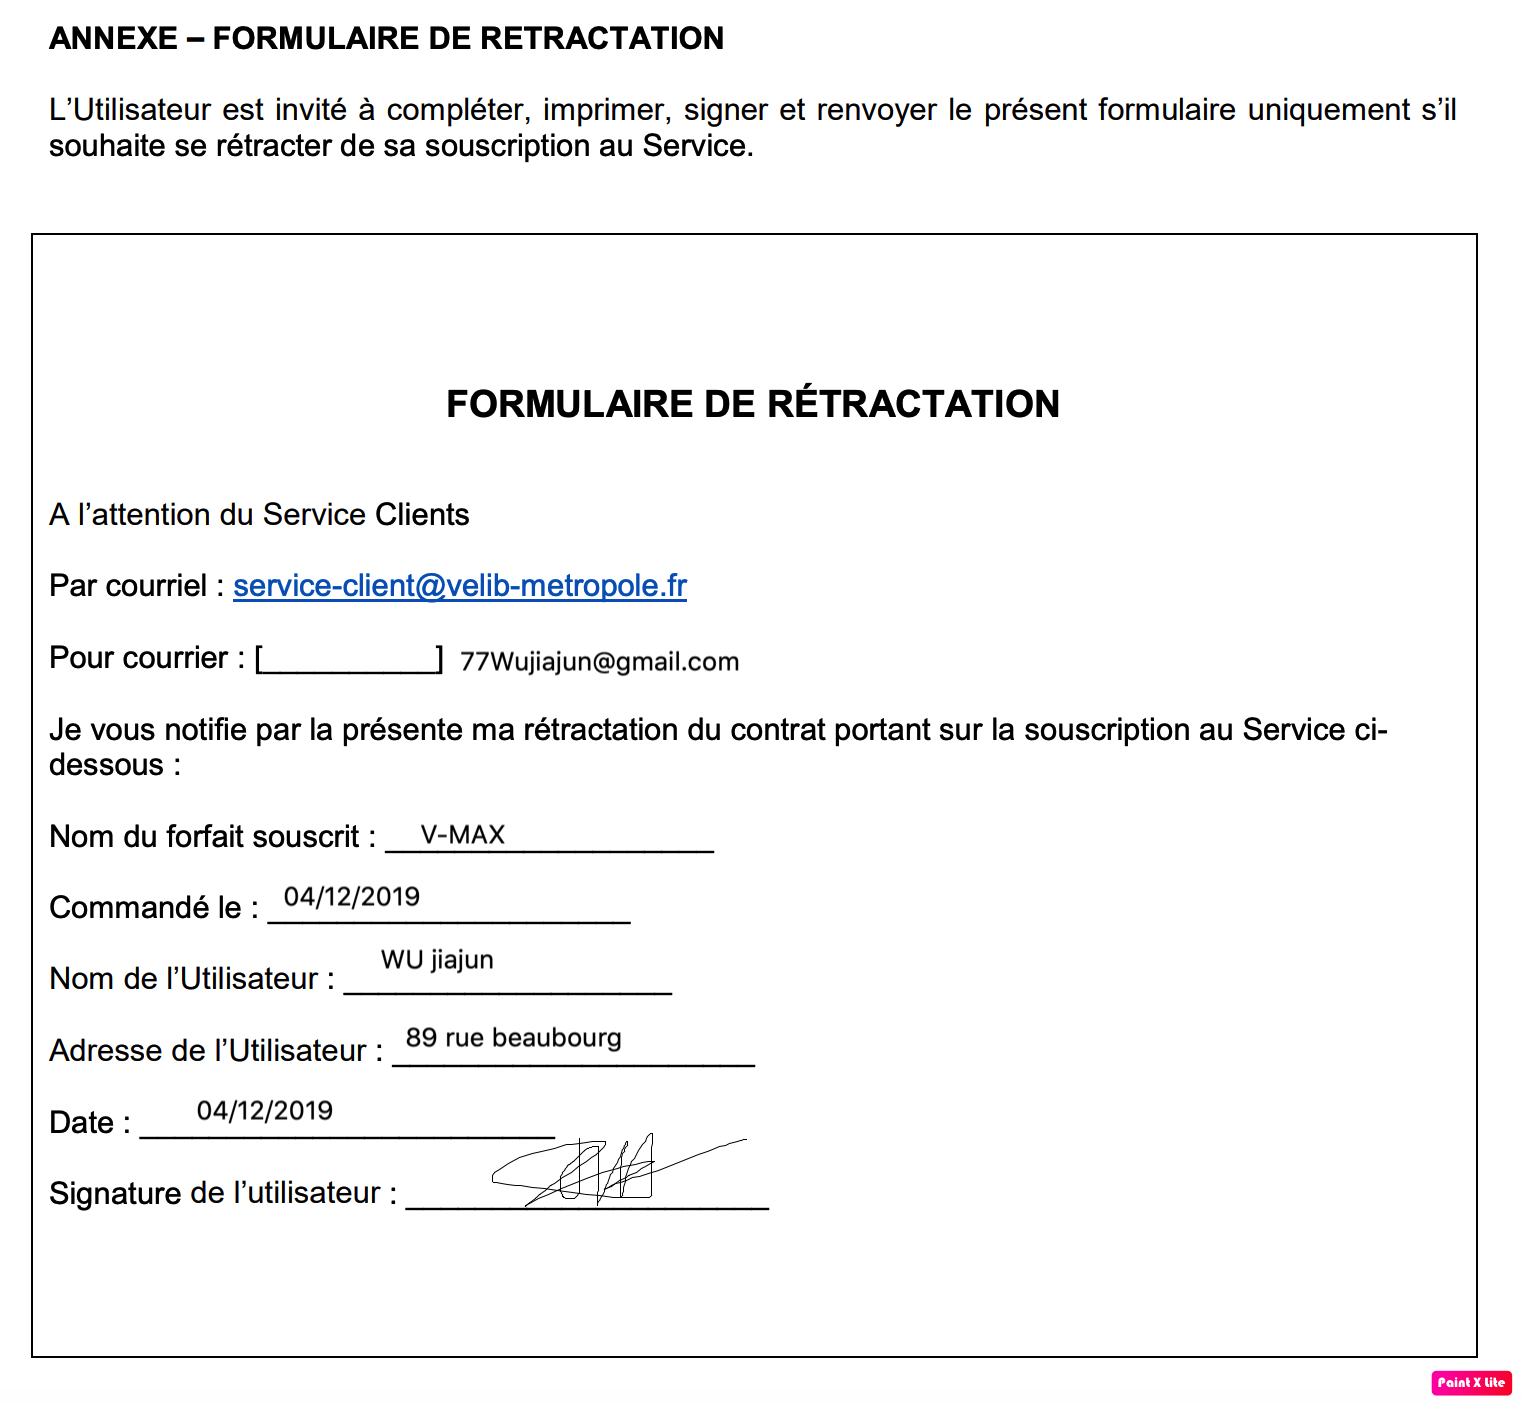 ANNEXE – FORMULAIRE DE RETRACTATION
L’Utilisateur est invité à compléter, imprimer, signer et renvoyer le présent formulaire uniquement s’il
souhaite se rétracter de sa souscription au Service.
FORMULAIRE DE RÉTRACTATION
A l’attention du Service Clients
Par courriel : service-client@velib-metropole.fr
Pour courrier : [__________] 77Wujiajun@gmail.com
Je vous notifie par la présente ma rétractation du contrat portant sur la souscription au Service ci-
dessous :
Nom du forfait souscrit : V-MAX
Commandé le : 04/12/2019
Nom de l’Utilisateur : WU jiajun
Adresse de l’Utilisateur : 89 rue beaubourg
Date : 04/12/2019
Signature de l’utilisateur :
Paint X Lite